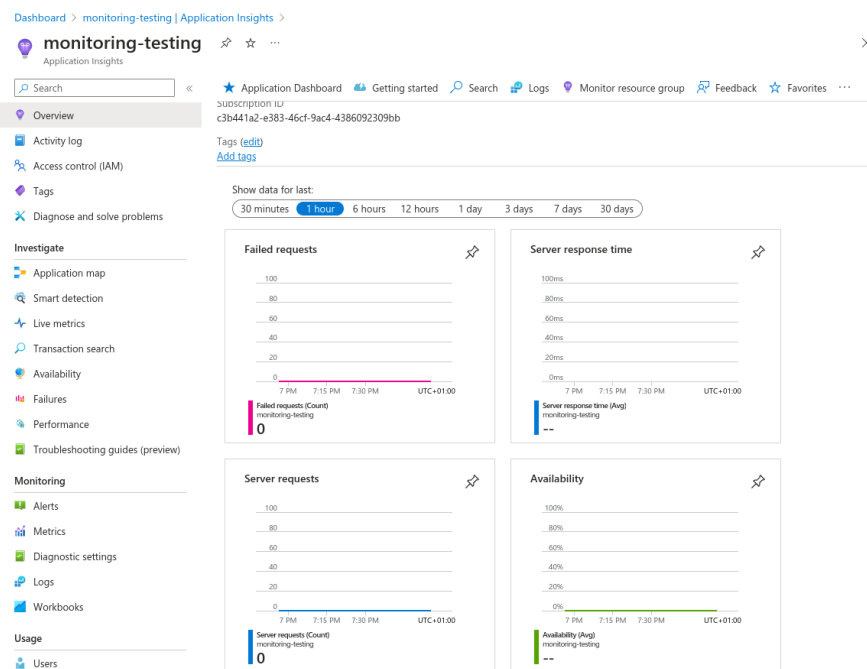 Dashboard > monitoring-testing | Application Insights >
monitoring-testing
Application Insights
Search
«
Application Dashboard
Getting started
Search
Logs
Monitor resource group
Feedback
Favorites
Overview
Activity log
Access control (IAM)
Tags
Diagnose and solve problems
Investigate
Application map
Smart detection
Live metrics
Transaction search
Availability
Failures
Performance
Troubleshooting guides (preview)
Monitoring
Alerts
Metrics
Diagnostic settings
Logs
Workbooks
Usage
Users
Subscription ID
c3b441a2-e383-46cf-9ac4-4386092309bb
Tags (edit)
Add tags
Show data for last:
30 minutes 1 hour 6 hours 12 hours 1 day 3 days 7 days 30 days
Failed requests
100
80
60
40
20
0
7 PM 7:15 PM 7:30 PM UTC+01:00
Failed requests (Count)
monitoring-testing
0
Server response time
100ms
80ms
60ms
40ms
20ms
0ms
7 PM 7:15 PM 7:30 PM UTC+01:00
Server response time (Avg)
monitoring-testing
--
Server requests
100
80
60
40
20
0
7 PM 7:15 PM 7:30 PM UTC+01:00
Server requests (Count)
monitoring-testing
0
Availability
100%
80%
60%
40%
20%
0%
7 PM 7:15 PM 7:30 PM UTC+01:00
Availability (Avg)
monitoring-testing
--